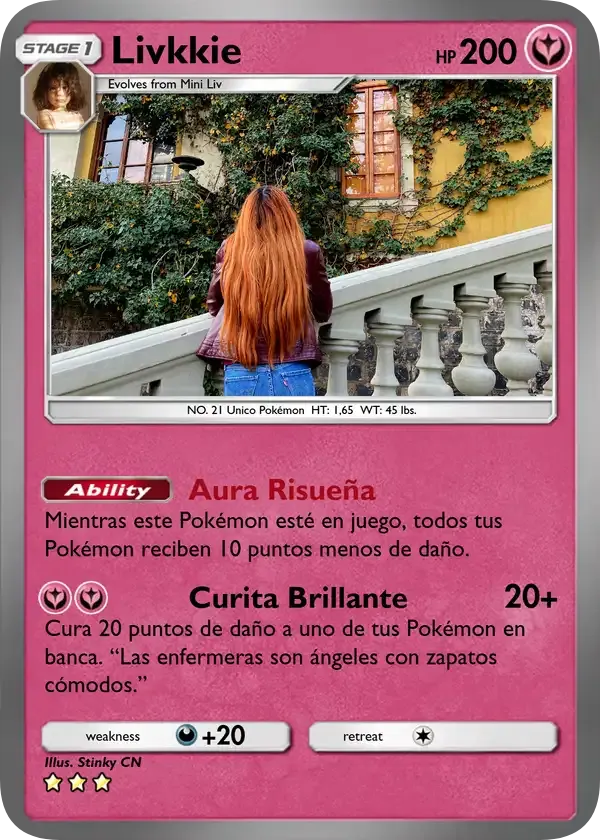 STAGE 1 Livkkie HP 200
Evolves from Mini Liv
NO. 21 Unico Pokémon HT: 1,65 WT: 45 lbs.
Ability Aura Risueña
Mientras este Pokémon esté en juego, todos tus
Pokémon reciben 10 puntos menos de daño.
Curita Brillante 20+
Cura 20 puntos de daño a uno de tus Pokémon en
banca. “Las enfermeras son ángeles con zapatos
cómodos.”
weakness +20 retreat
Illus. Stinky CN